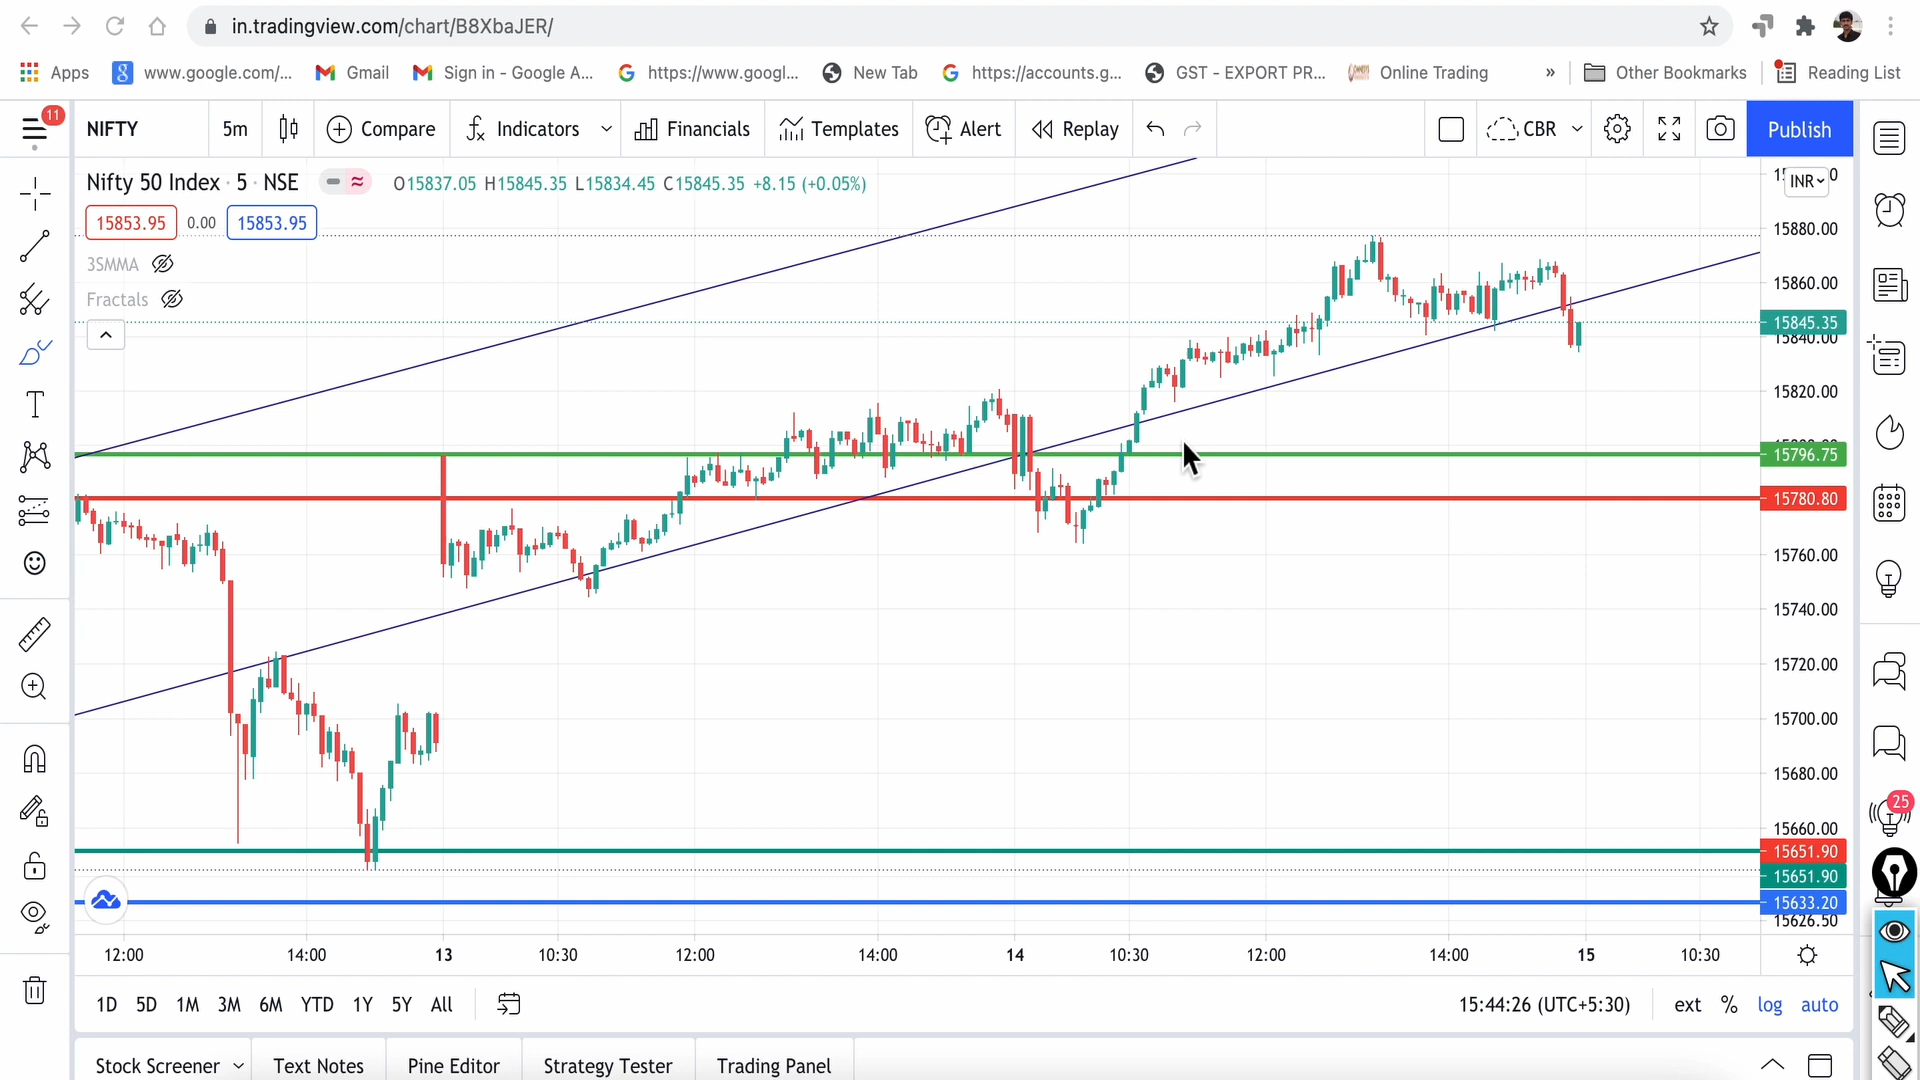 in.tradingview.com/chart/B8XbaJER/
Apps www.google.com/... Gmail Sign in - Google A... https://www.googl... New Tab https://accounts.g... GST - EXPORT PR... Online Trading » Other Bookmarks Reading List
11 NIFTY 5m Compare Indicators Financials Templates Alert Replay CBR Publish
Nifty 50 Index · 5 · NSE O15837.05 H15845.35 L15834.45 C15845.35 +8.15 (+0.05%)
INR
15853.95 0.00 15853.95
15880.00
3SMMA
15860.00
Fractals
15845.35
15840.00
15820.00
15796.75
15780.80
15760.00
15740.00
15720.00
15700.00
15680.00
25
15660.00
15651.90
15651.90
15633.20
15626.50
12:00 14:00 13 10:30 12:00 14:00 14 10:30 12:00 14:00 15 10:30
1D 5D 1M 3M 6M YTD 1Y 5Y All 15:44:26 (UTC+5:30) ext % log auto
Stock Screener Text Notes Pine Editor Strategy Tester Trading Panel